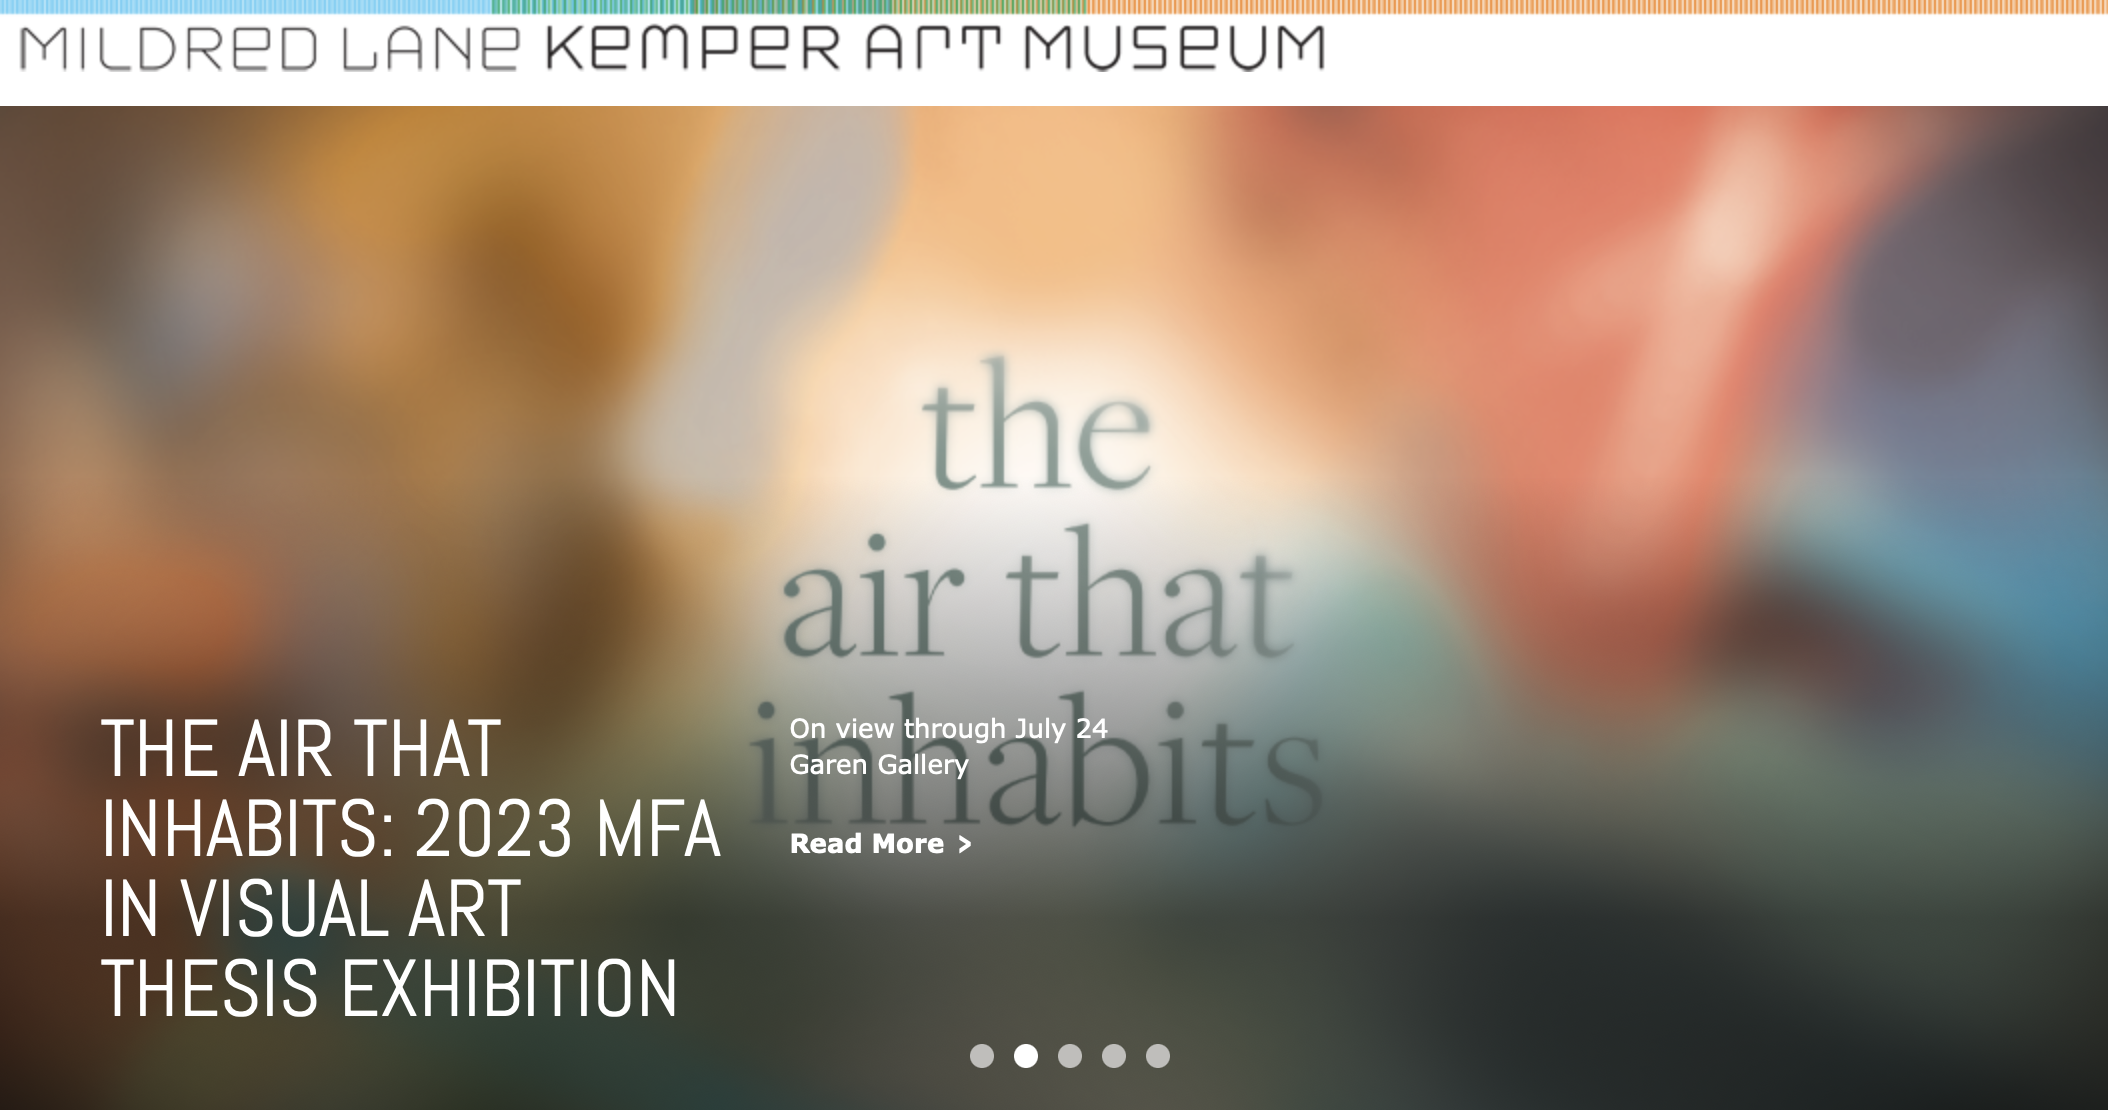 MILDRED LANE KEMPER ART MUSEUM
the
air that
inhabits
THE AIR THAT
INHABITS: 2023 MFA
IN VISUAL ART
THESIS EXHIBITION
On view through July 24
Garen Gallery
Read More >